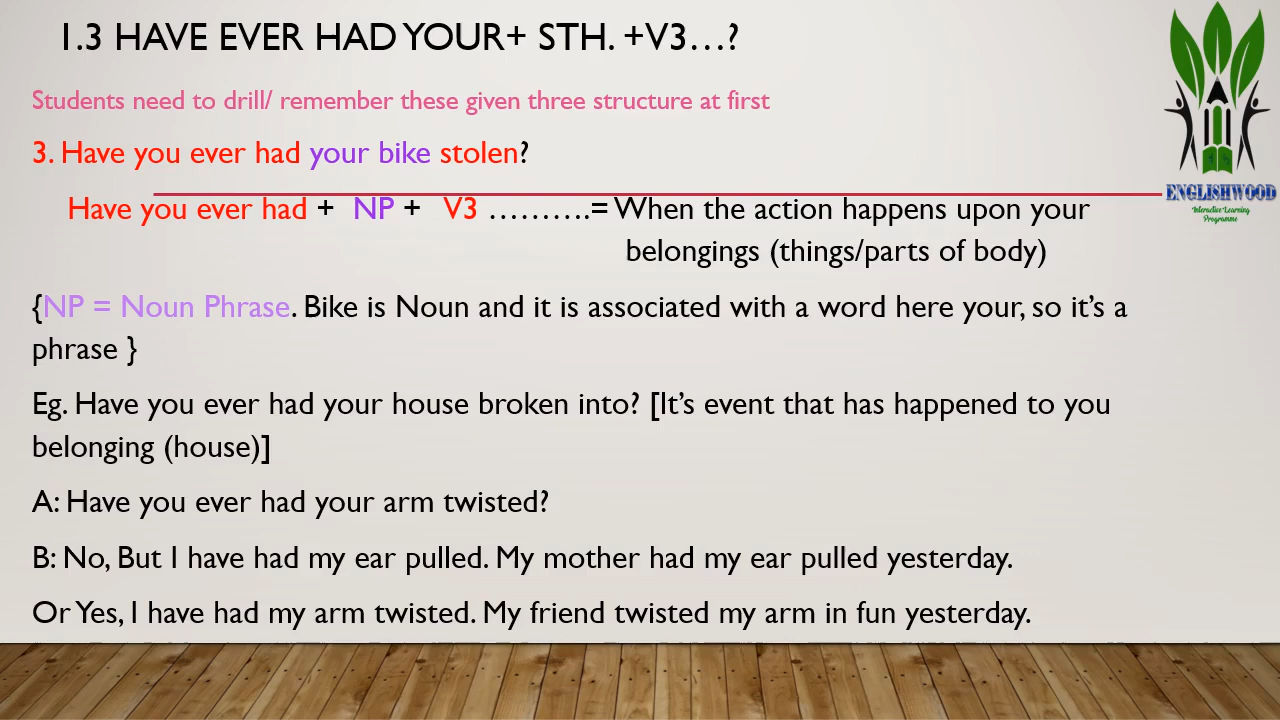 1.3 HAVE EVER HAD YOUR+ STH. +V3…?
Students need to drill/ remember these given three structure at first
3. Have you ever had your bike stolen?
Have you ever had + NP + V3 ……….= When the action happens upon your
belongings (things/parts of body)
{NP = Noun Phrase. Bike is Noun and it is associated with a word here your, so it’s a
phrase }
Eg. Have you ever had your house broken into? [It’s event that has happened to you
belonging (house)]
A: Have you ever had your arm twisted?
B: No, But I have had my ear pulled. My mother had my ear pulled yesterday.
Or Yes, I have had my arm twisted. My friend twisted my arm in fun yesterday.
ENGLISHWOOD
Interactive Learning
Programme